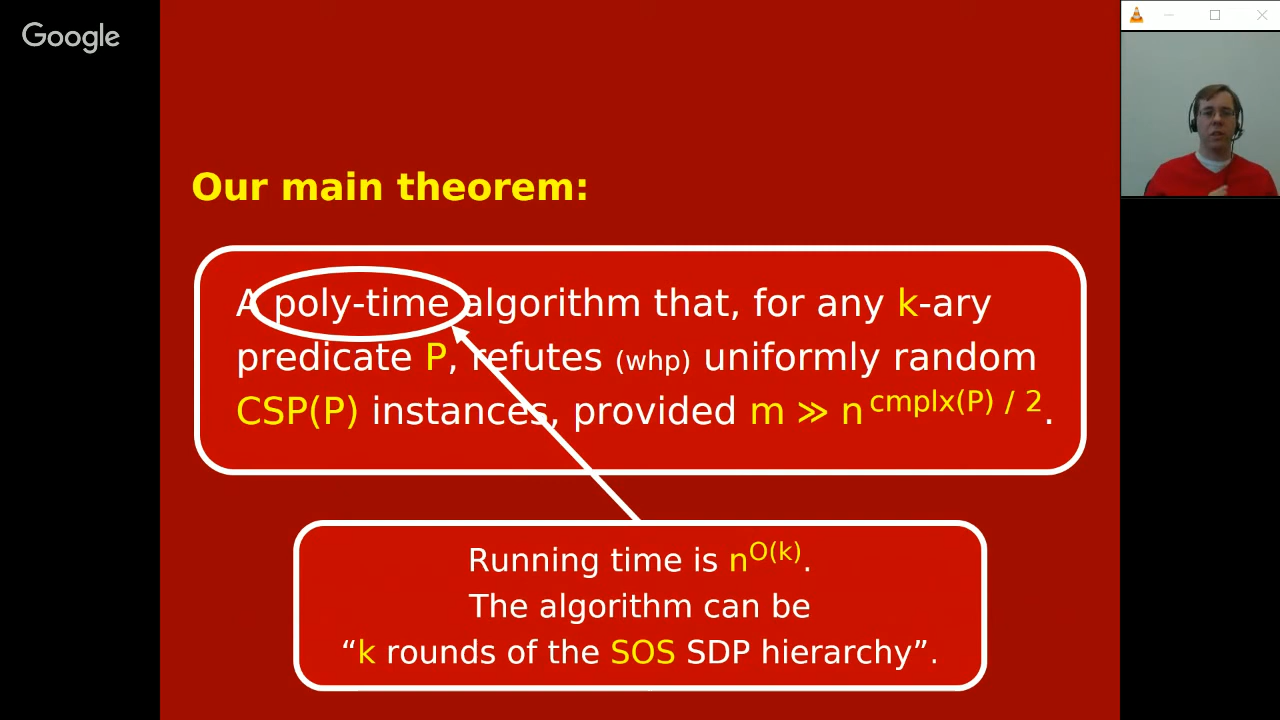 Google
Our main theorem:
A poly-time algorithm that, for any k-ary
predicate P, refutes (whp) uniformly random
CSP(P) instances, provided m ≫ n^cmplx(P) / 2.
Running time is n^O(k).
The algorithm can be
“k rounds of the SOS SDP hierarchy”.